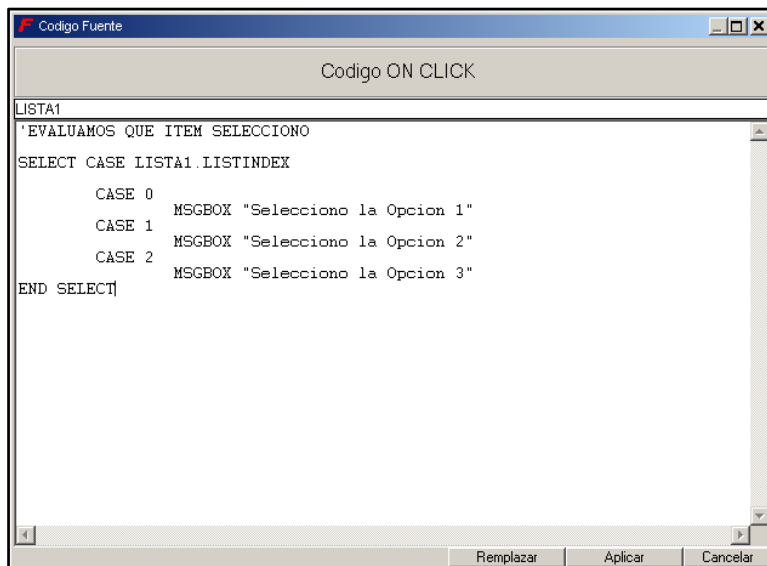 F Codigo Fuente
Codigo ON CLICK
LISTA1
'EVALUAMOS QUE ITEM SELECCIONO
SELECT CASE LISTA1.LISTINDEX
CASE 0
MSGBOX "Selecciono la Opcion 1"
CASE 1
MSGBOX "Selecciono la Opcion 2"
CASE 2
MSGBOX "Selecciono la Opcion 3"
END SELECT
Remplazar Aplicar Cancelar